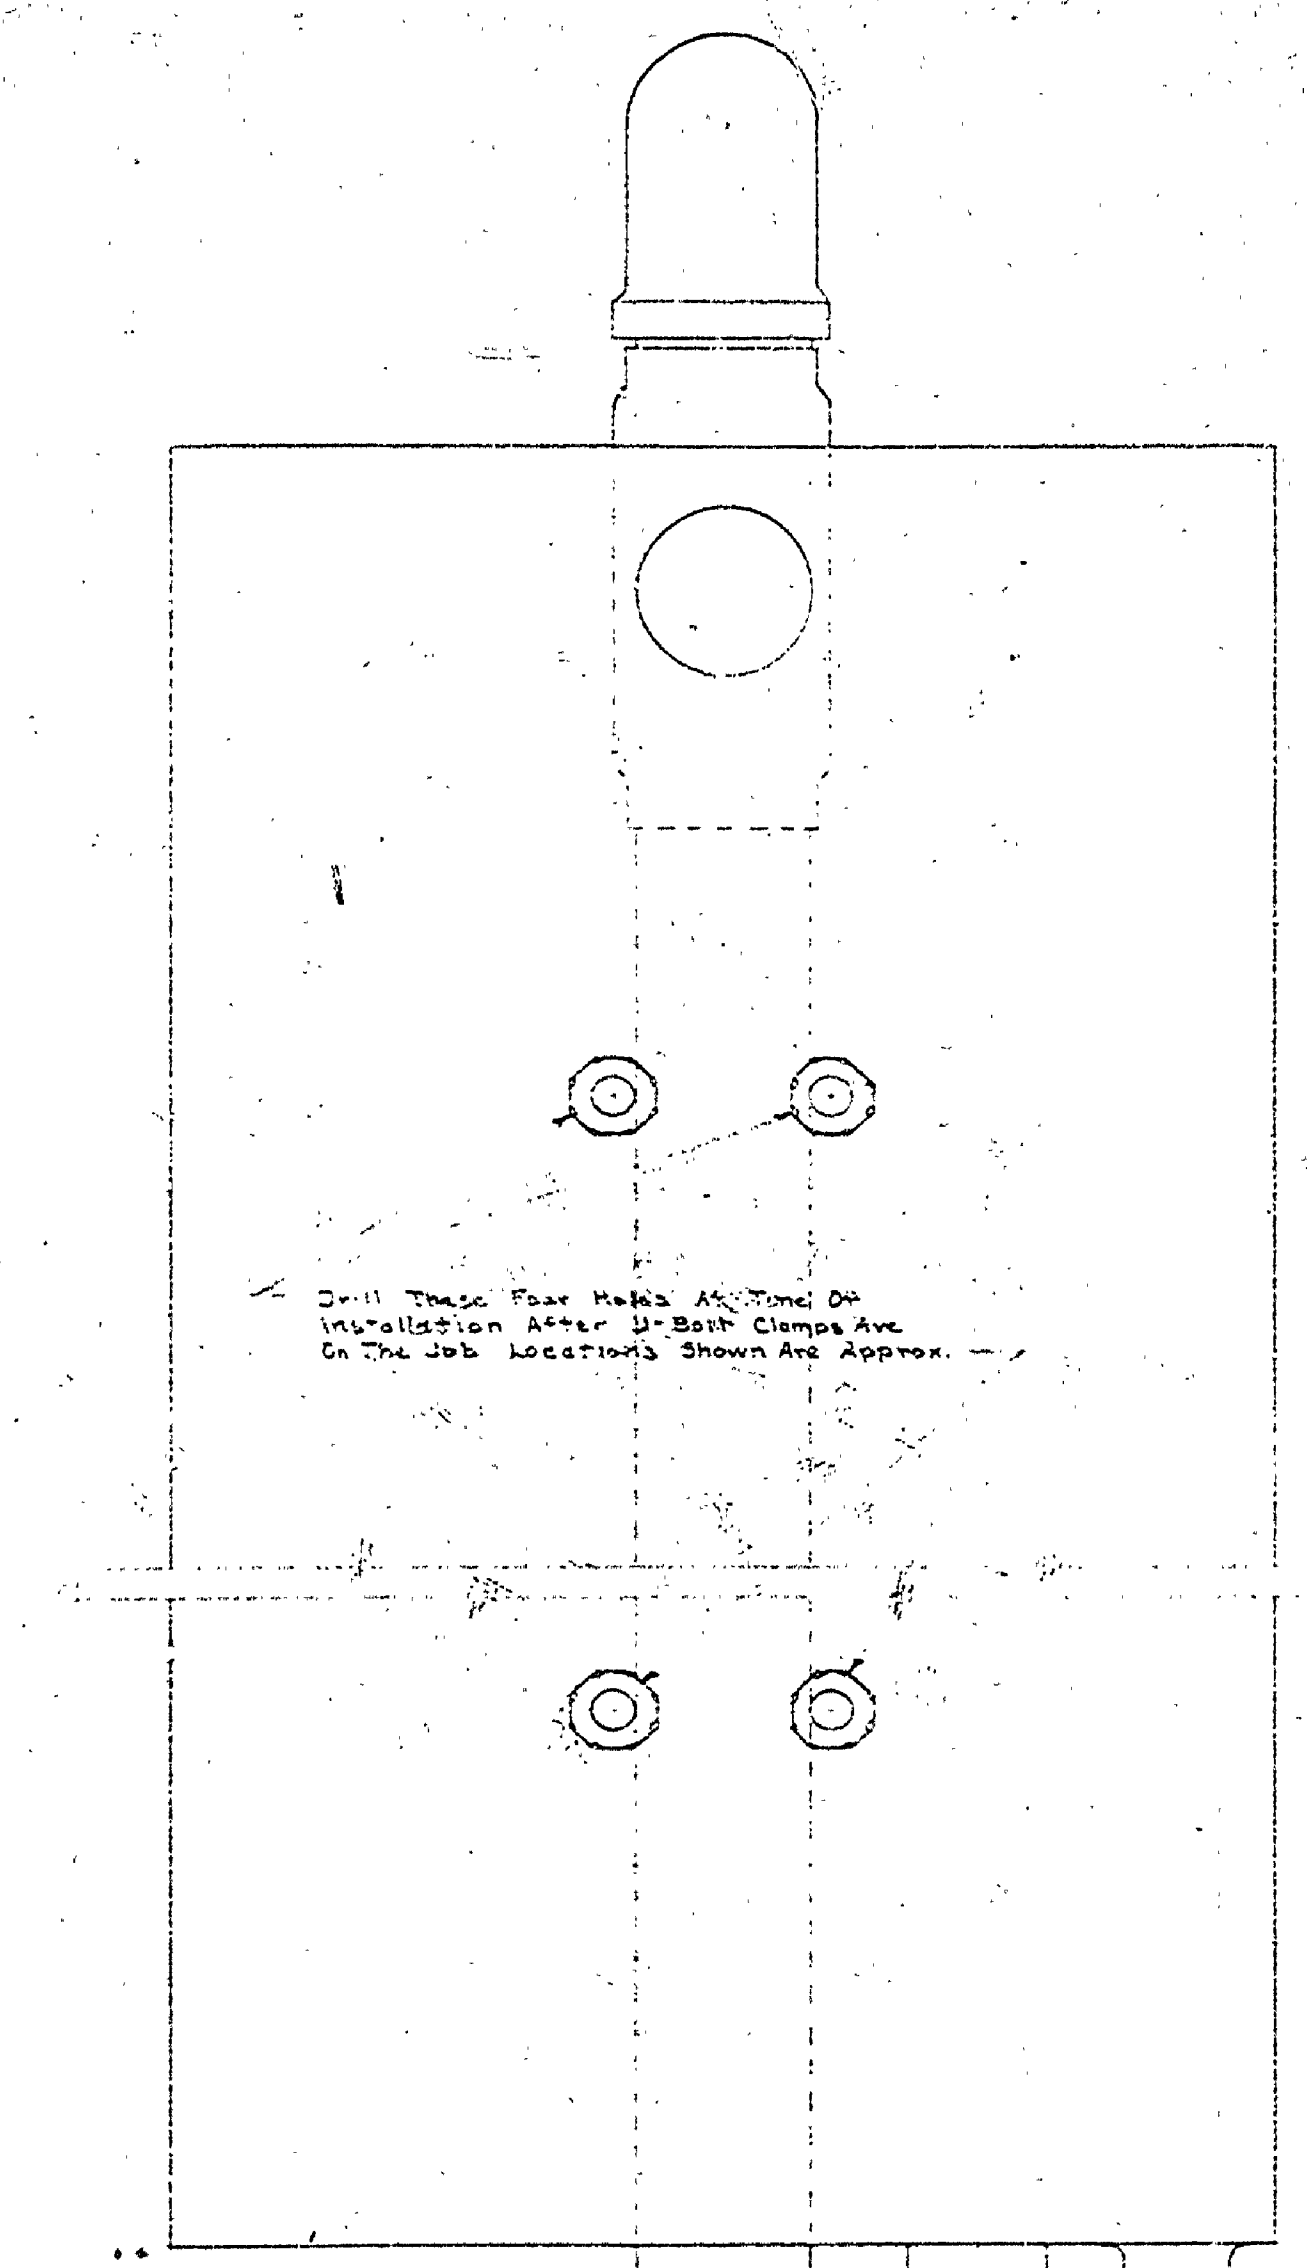 Drill These Four Holes At Time Of
Installation After U-Bolt Clamps Are
On The Job Locations Shown Are Approx.